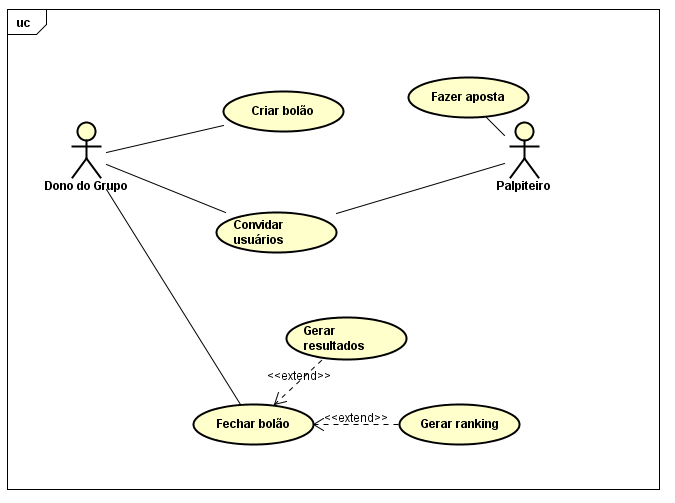 uc
Criar bolão
Fazer aposta
Dono do Grupo
Palpiteiro
Convidar
usuários
Gerar
resultados
<<extend>>
Fechar bolão
<<extend>>
Gerar ranking